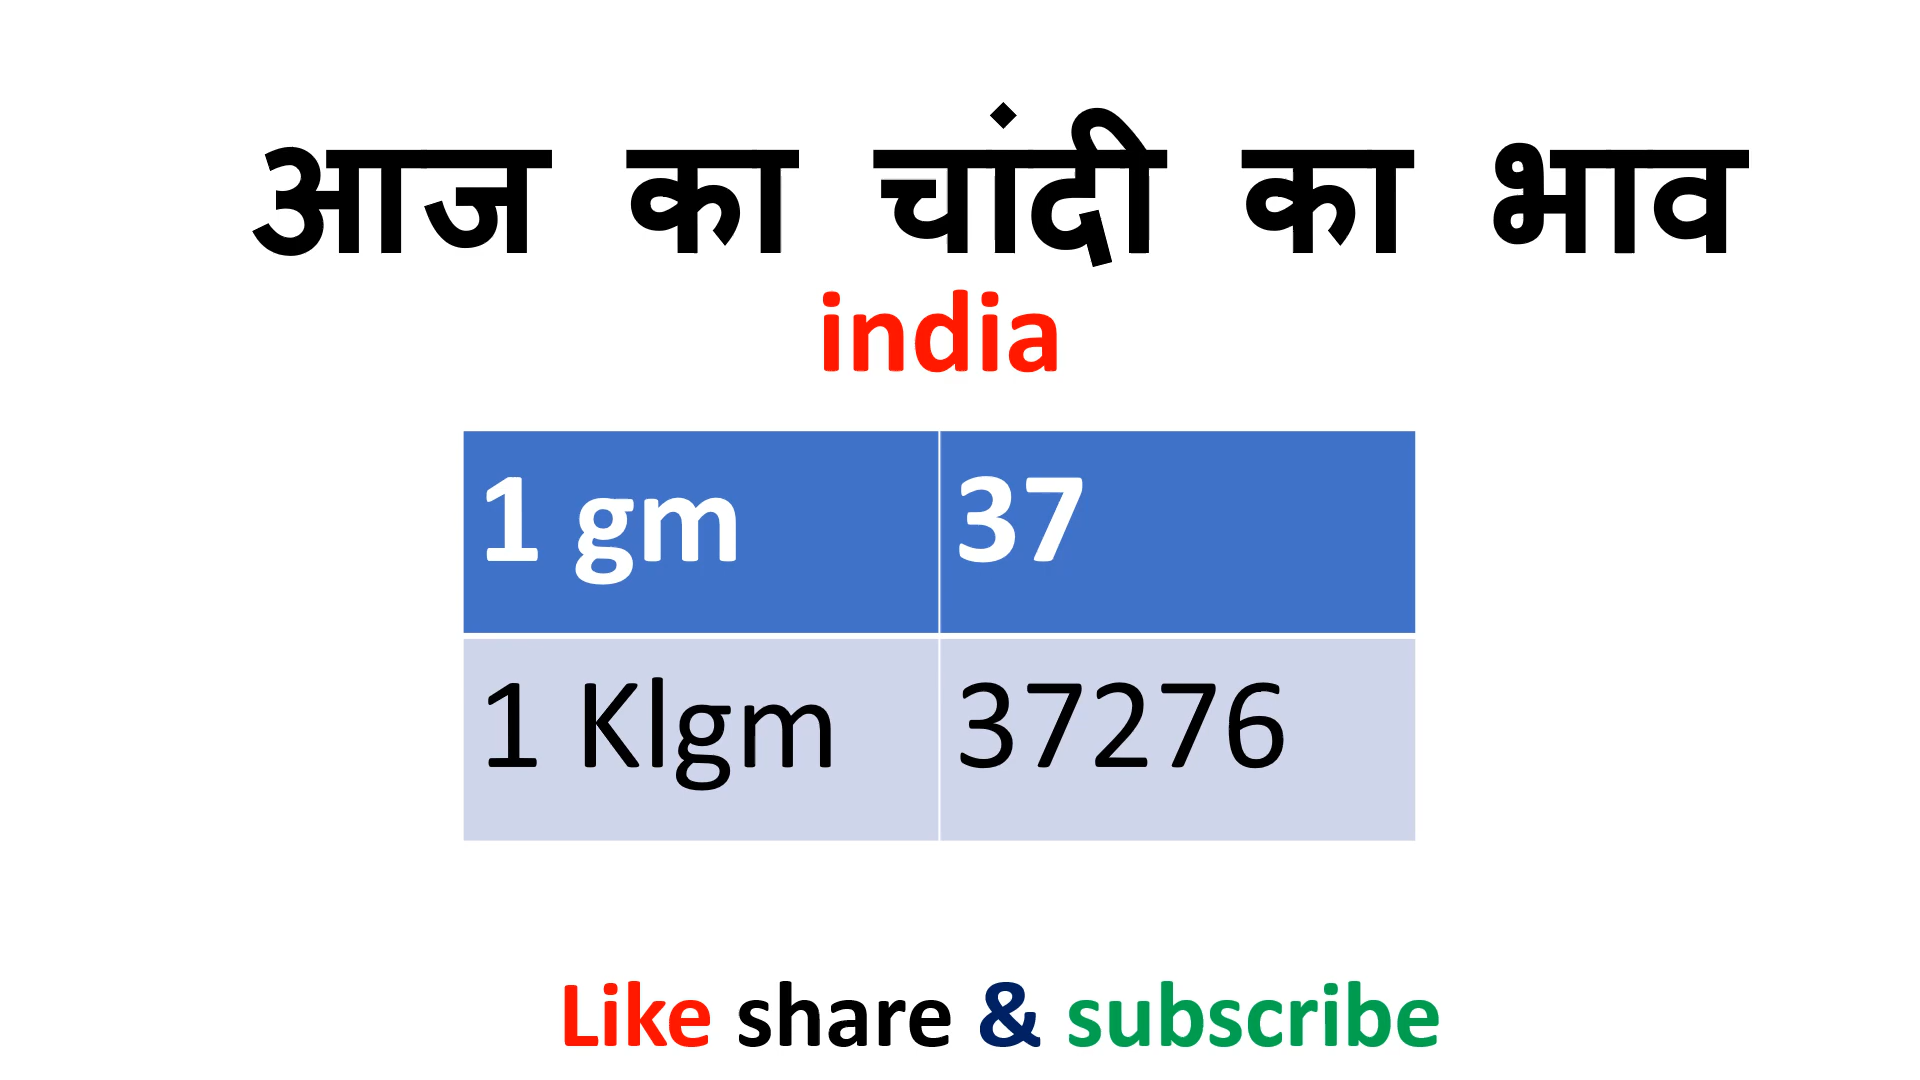 आज का चांदी का भाव
india
1 gm 37
1 Klgm 37276
Like share & subscribe